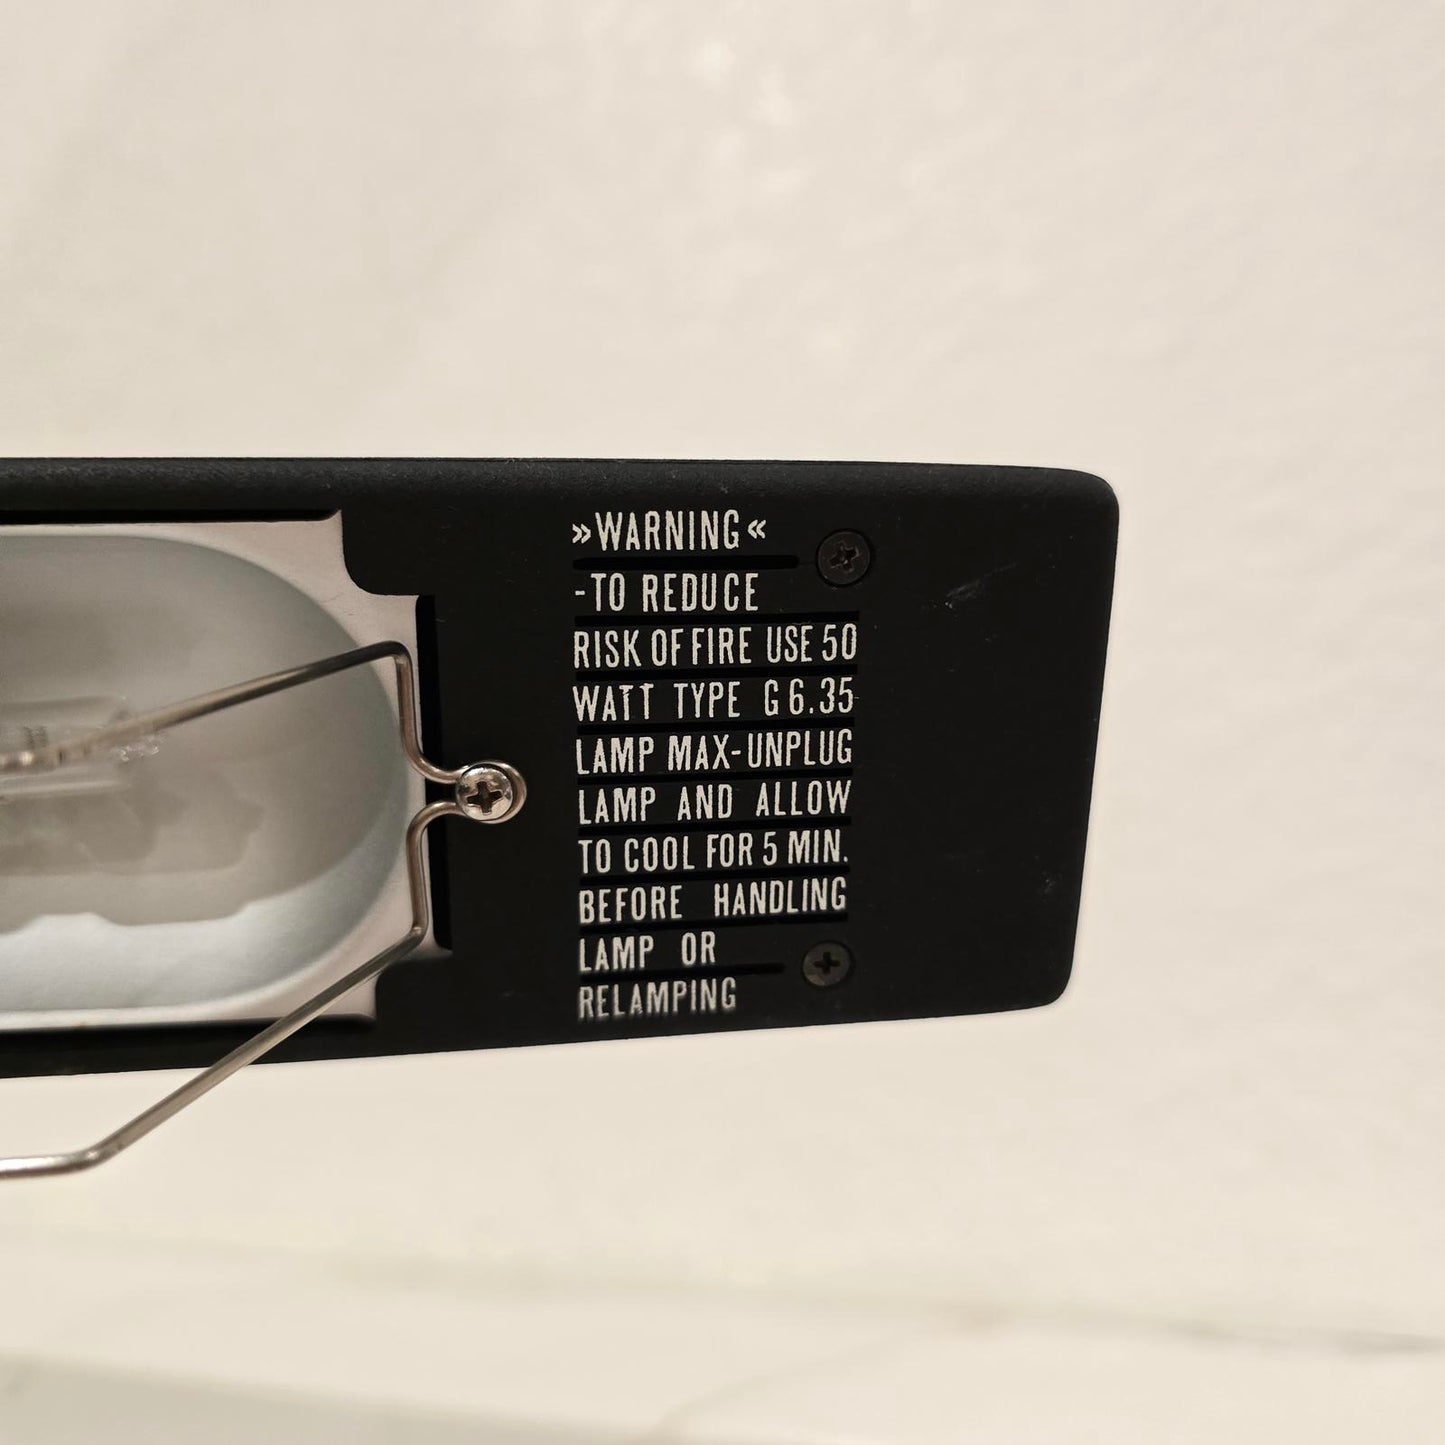 »WARNING«
-TO REDUCE
RISK OF FIRE USE 50
WATT TYPE G6.35
LAMP MAX-UNPLUG
LAMP AND ALLOW
TO COOL FOR 5 MIN.
BEFORE HANDLING
LAMP OR
RELAMPING